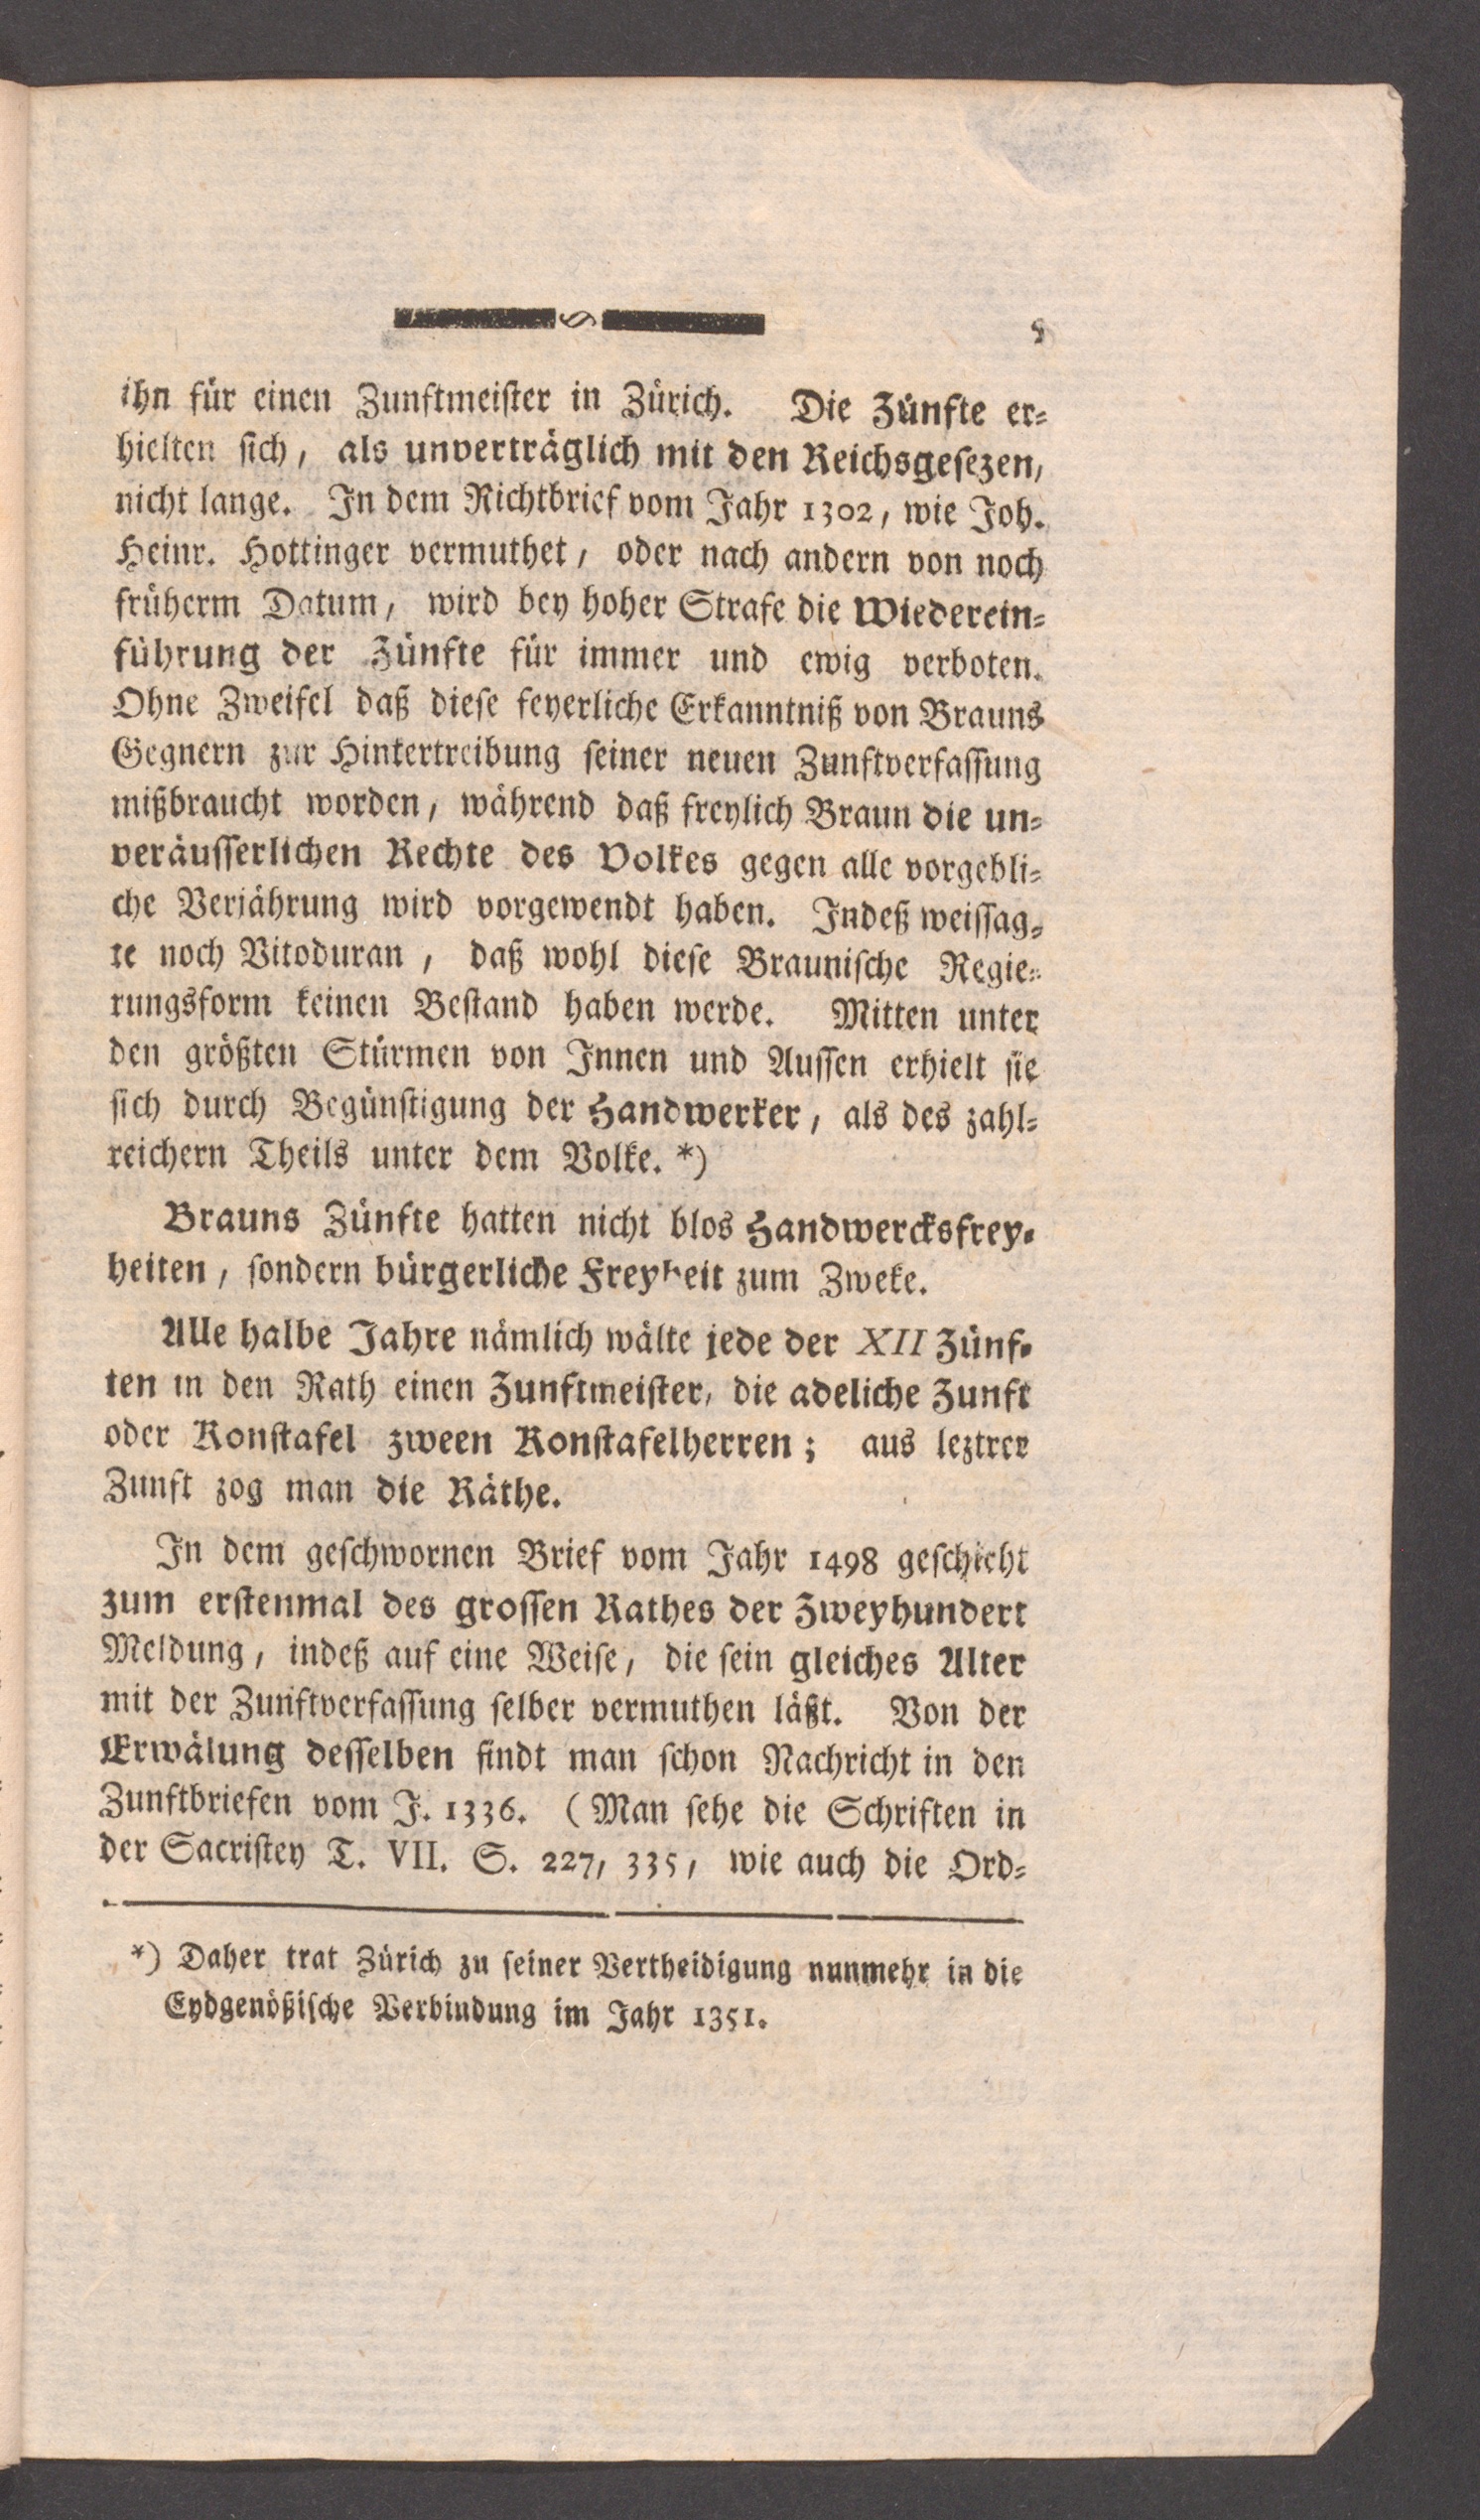 5
ihn für einen Zunftmeiſter in Zürich. Die Zünfte er=
hielten ſich, als unverträglich mit den Reichsgeſezen,
nicht lange. In dem Richtbrief vom Jahr 1302, wie Joh.
Heinr. Hottinger vermuthet, oder nach andern von noch
früherm Datum, wird bey hoher Strafe die Wiederein=
führung der Zünfte für immer und ewig verboten.
Ohne Zweifel daß dieſe feyerliche Erkanntniß von Brauns
Gegnern zur Hinkertreibung ſeiner neuen Zunftverfaſſung
mißbraucht worden, während daß freylich Braun die un=
veräuſſerlichen Rechte des Volkes gegen alle vorgebli=
che Verjährung wird vorgewendt haben. Indeß weiſſag=
te noch Vitoduran, daß wohl dieſe Brauniſche Regie=
rungsform keinen Beſtand haben werde. Mitten unter
den größten Stürmen von Innen und Auſſen erhielt ſie
ſich durch Begünſtigung der Handwerker, als des zahl=
reichern Theils unter dem Volke. *)
Brauns Zünfte hatten nicht blos Handwercksfrey=
heiten, ſondern bürgerliche Freyheit zum Zweke.
Alle halbe Jahre nämlich wälte jede der XII Zünf=
ten in den Rath einen Zunftmeiſter, die adeliche Zunft
oder Konſtafel zween Konſtafelherren; aus leztrer
Zunft zog man die Räthe.
In dem geſchwornen Brief vom Jahr 1498 geſchieht
zum erſtenmal des groſſen Rathes der Zweyhundert
Meldung, indeß auf eine Weiſe, die ſein gleiches Alter
mit der Zunftverfaſſung ſelber vermuthen läßt. Von der
Erwälung deſſelben findt man ſchon Nachricht in den
Zunftbriefen vom J. 1336. (Man ſehe die Schriften in
der Sacriſtey T. VII. S. 227, 335, wie auch die Ord=
*) Daher trat Zürich zu ſeiner Vertheidigung nunmehr in die
Eydgenößiſche Verbindung im Jahr 1351.